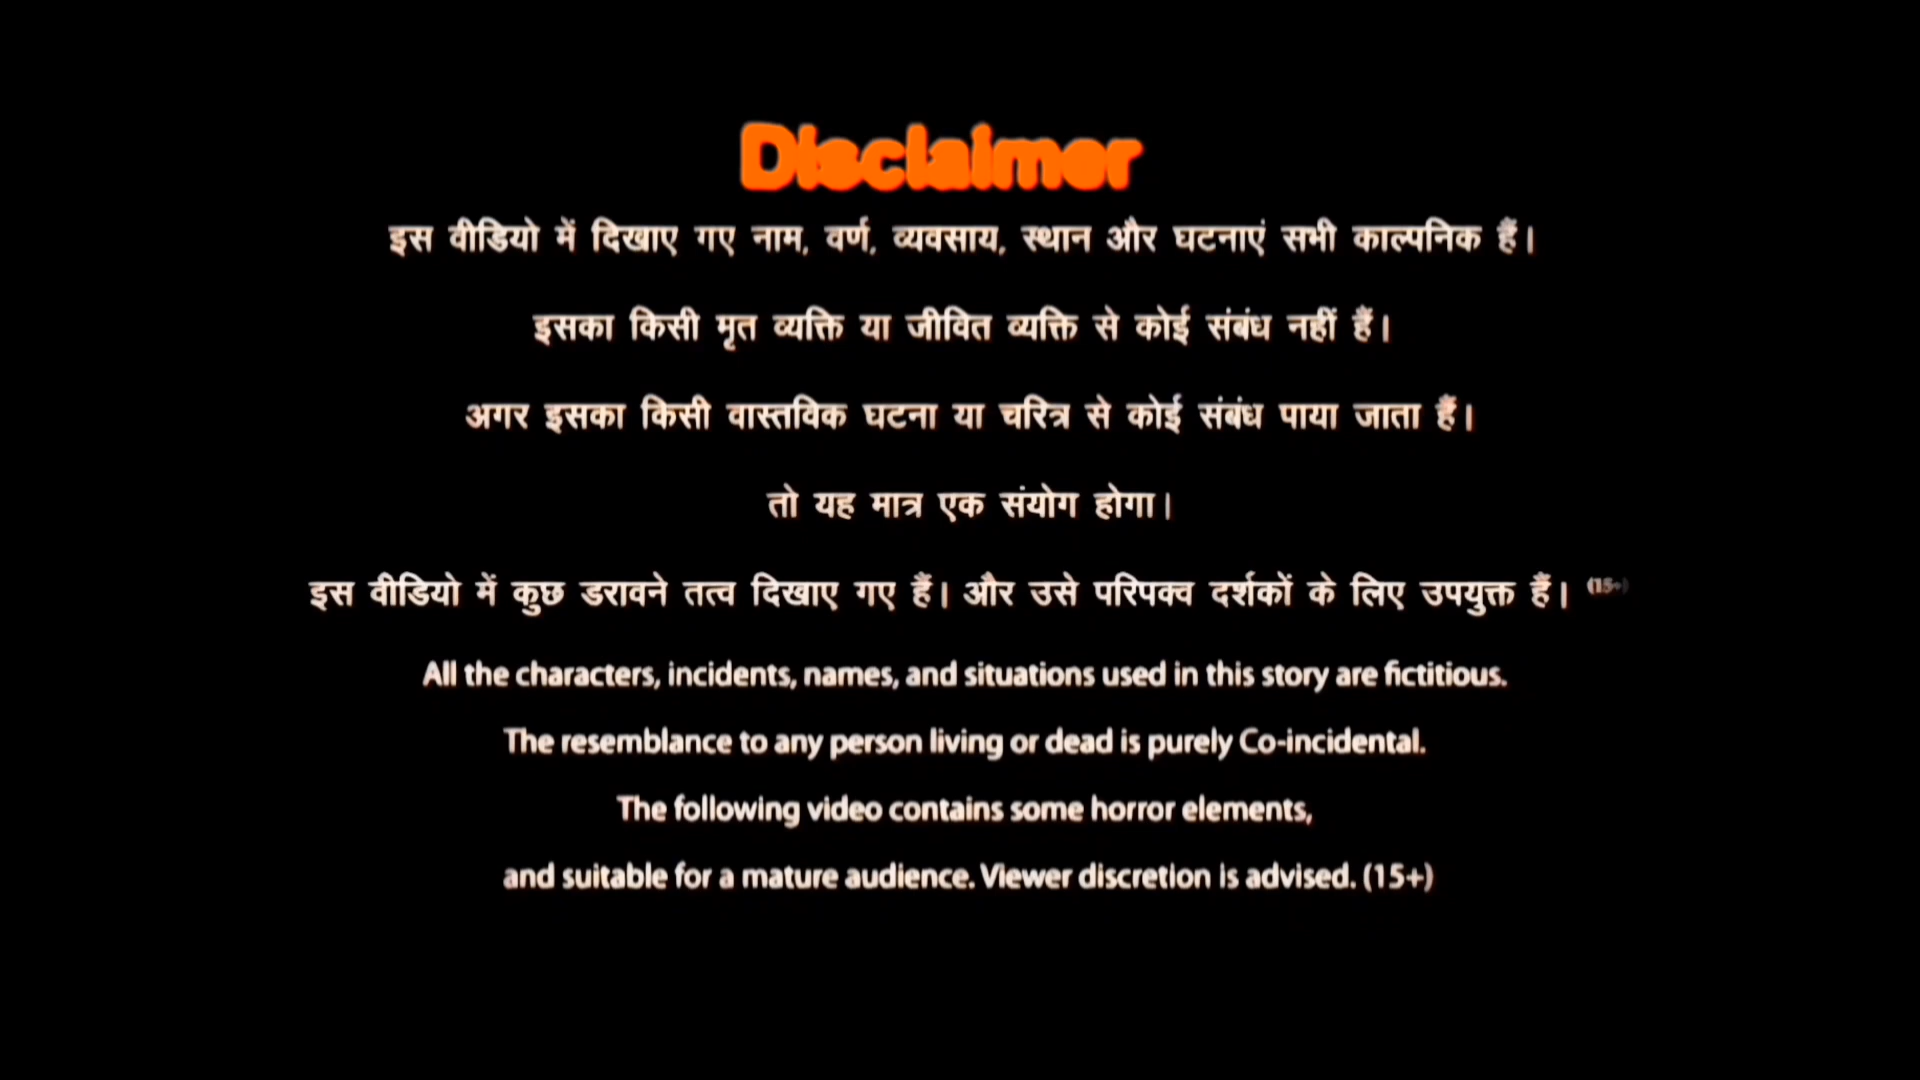 Disclaimer
इस वीडियो में दिखाए गए नाम, वर्ण, व्यवसाय, स्थान और घटनाएं सभी काल्पनिक हैं।
इसका किसी मृत व्यक्ति या जीवित व्यक्ति से कोई संबंध नहीं हैं।
अगर इसका किसी वास्तविक घटना या चरित्र से कोई संबंध पाया जाता हैं।
तो यह मात्र एक संयोग होगा।
इस वीडियो में कुछ डरावने तत्व दिखाए गए हैं। और उसे परिपक्व दर्शकों के लिए उपयुक्त हैं। (15+)
All the characters, incidents, names, and situations used in this story are fictitious.
The resemblance to any person living or dead is purely Co-incidental.
The following video contains some horror elements,
and suitable for a mature audience. Viewer discretion is advised. (15+)